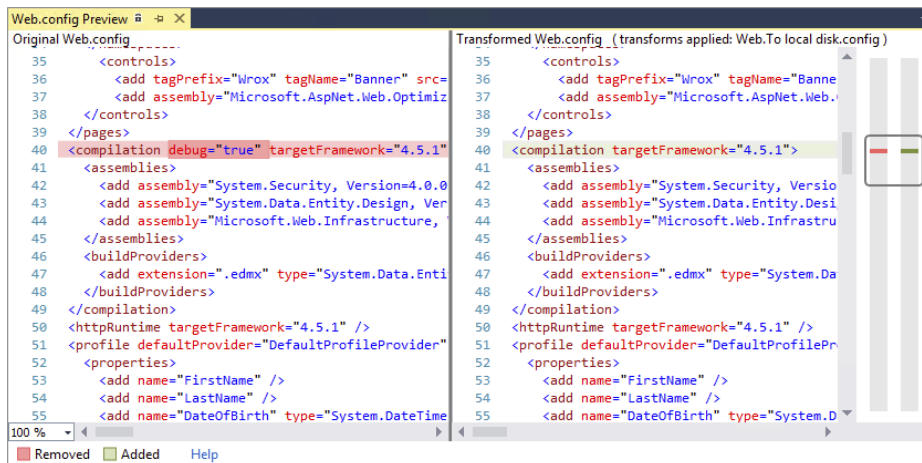 Web.config Preview
Original Web.config
35 <controls>
36 <add tagPrefix="Wrox" tagName="Banner" src=
37 <add assembly="Microsoft.AspNet.Web.Optimiz
38 </controls>
39 </pages>
40 <compilation debug="true" targetFramework="4.5.1"
41 <assemblies>
42 <add assembly="System.Security, Version=4.0.0
43 <add assembly="System.Data.Entity.Design, Ver
44 <add assembly="Microsoft.Web.Infrastructure,
45 </assemblies>
46 <buildProviders>
47 <add extension=".edmx" type="System.Data.Enti
48 </buildProviders>
49 </compilation>
50 <httpRuntime targetFramework="4.5.1" />
51 <profile defaultProvider="DefaultProfileProvider"
52 <properties>
53 <add name="FirstName" />
54 <add name="LastName" />
55 <add name="DateOfBirth" type="System.DateTime
100 %
Transformed Web.config ( transforms applied: Web.To local disk.config )
35 <controls>
36 <add tagPrefix="Wrox" tagName="Banne
37 <add assembly="Microsoft.AspNet.Web.
38 </controls>
39 </pages>
40 <compilation targetFramework="4.5.1">
41 <assemblies>
42 <add assembly="System.Security, Versio
43 <add assembly="System.Data.Entity.Desi
44 <add assembly="Microsoft.Web.Infrastru
45 </assemblies>
46 <buildProviders>
47 <add extension=".edmx" type="System.Da
48 </buildProviders>
49 </compilation>
50 <httpRuntime targetFramework="4.5.1" />
51 <profile defaultProvider="DefaultProfilePr
52 <properties>
53 <add name="FirstName" />
54 <add name="LastName" />
55 <add name="DateOfBirth" type="System.D
Removed Added Help